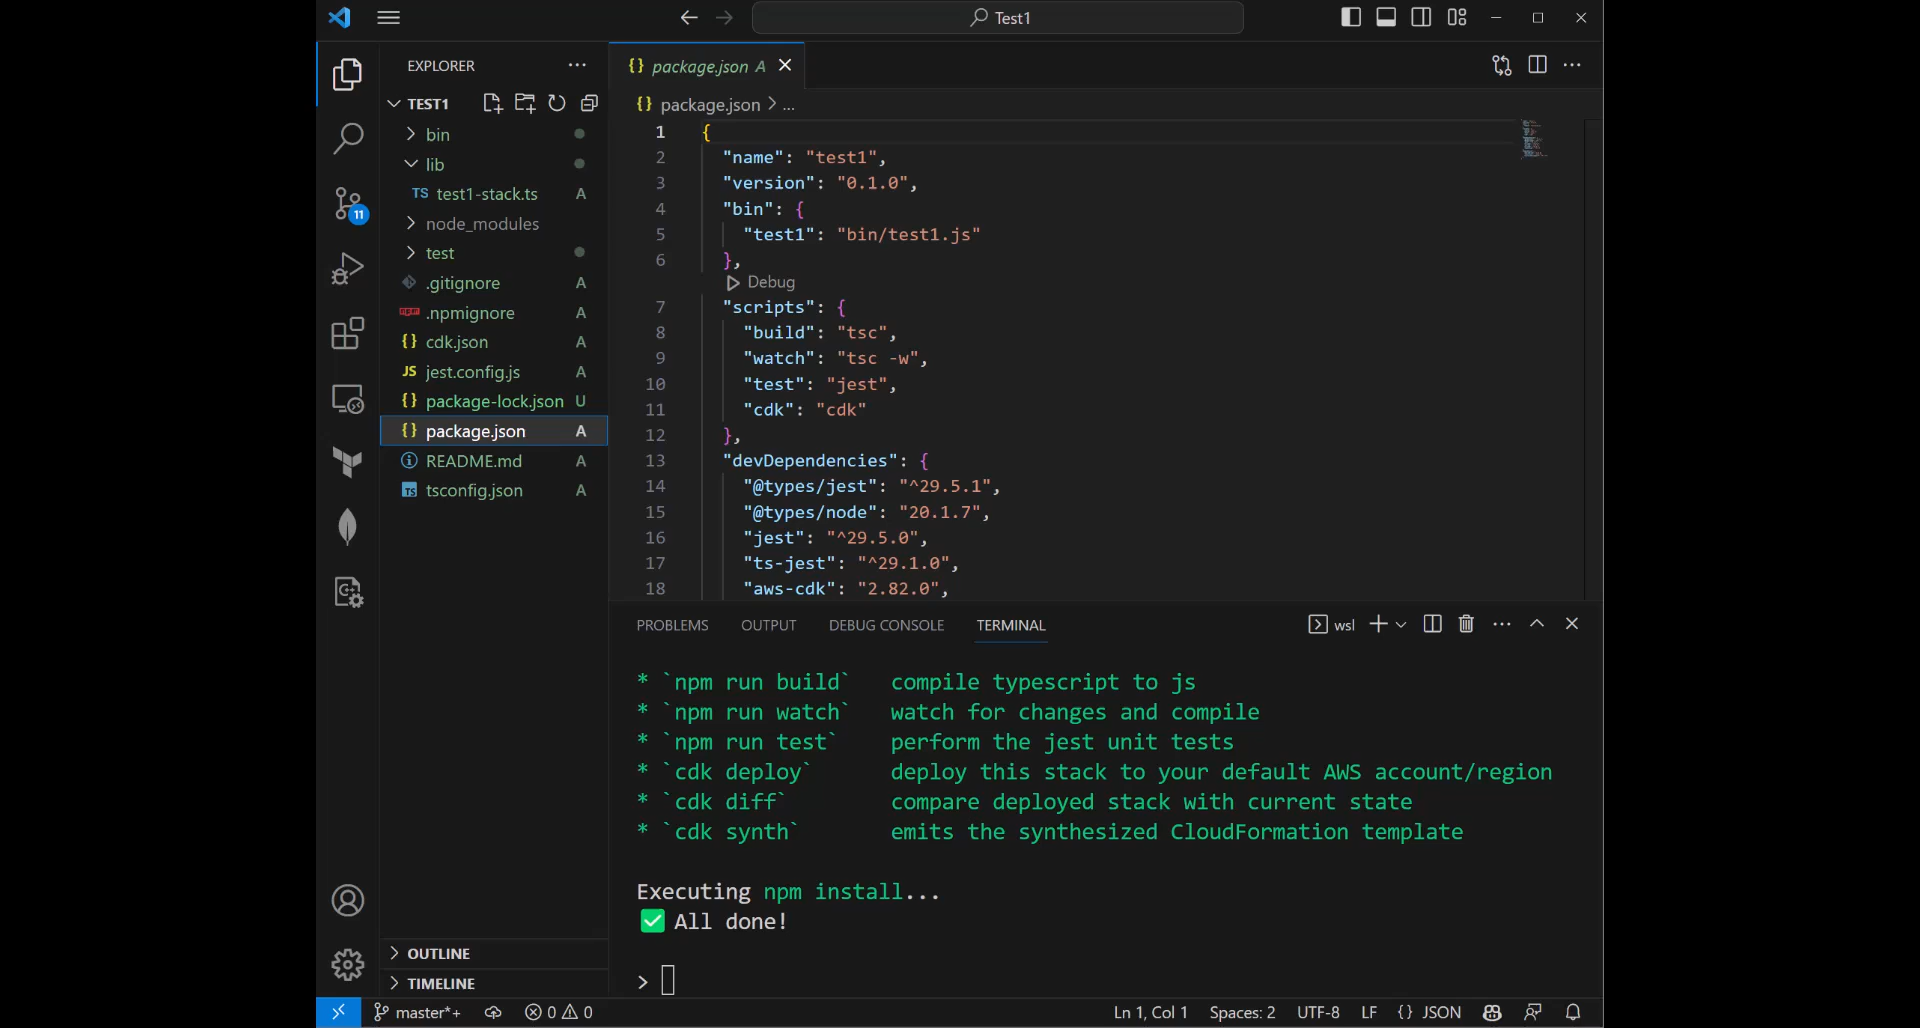 Test1
EXPLORER
TEST1
bin
lib
TS test1-stack.ts A
node_modules
test
.gitignore A
.npmignore A
{} cdk.json A
JS jest.config.js A
{} package-lock.json U
{} package.json A
README.md A
TS tsconfig.json A
OUTLINE
TIMELINE
11
{} package.json A
{} package.json > ...
1 {
2 "name": "test1",
3 "version": "0.1.0",
4 "bin": {
5 "test1": "bin/test1.js"
6 },
Debug
7 "scripts": {
8 "build": "tsc",
9 "watch": "tsc -w",
10 "test": "jest",
11 "cdk": "cdk"
12 },
13 "devDependencies": {
14 "@types/jest": "^29.5.1",
15 "@types/node": "20.1.7",
16 "jest": "^29.5.0",
17 "ts-jest": "^29.1.0",
18 "aws-cdk": "2.82.0",
PROBLEMS OUTPUT DEBUG CONSOLE TERMINAL wsl
* `npm run build` compile typescript to js
* `npm run watch` watch for changes and compile
* `npm run test` perform the jest unit tests
* `cdk deploy` deploy this stack to your default AWS account/region
* `cdk diff` compare deployed stack with current state
* `cdk synth` emits the synthesized CloudFormation template
Executing npm install...
✅ All done!
>
master*+ 0 0 Ln 1, Col 1 Spaces: 2 UTF-8 LF {} JSON